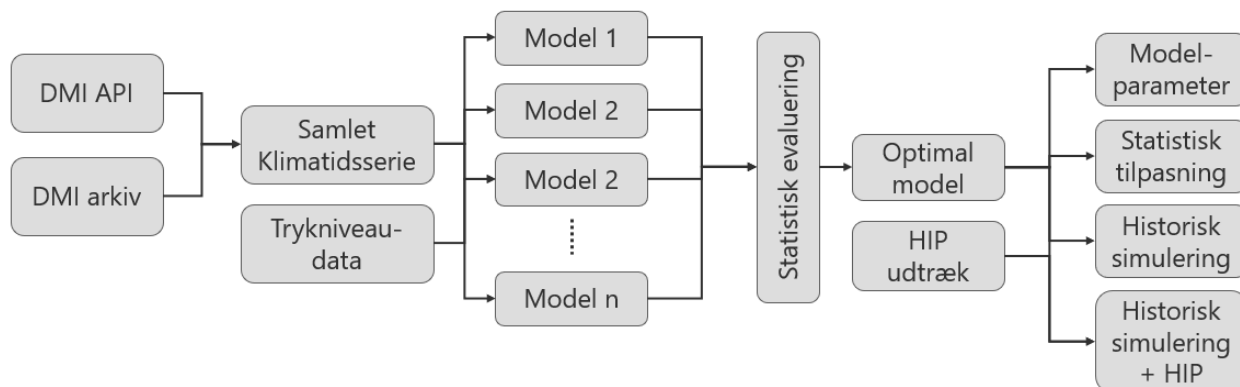 DMI API
DMI arkiv
Samlet
Klimatidsserie
Trykniveau-
data
Model 1
Model 2
Model 2
Model n
Statistisk evaluering
Optimal
model
HIP
udtræk
Model-
parameter
Statistisk
tilpasning
Historisk
simulering
Historisk
simulering
+ HIP